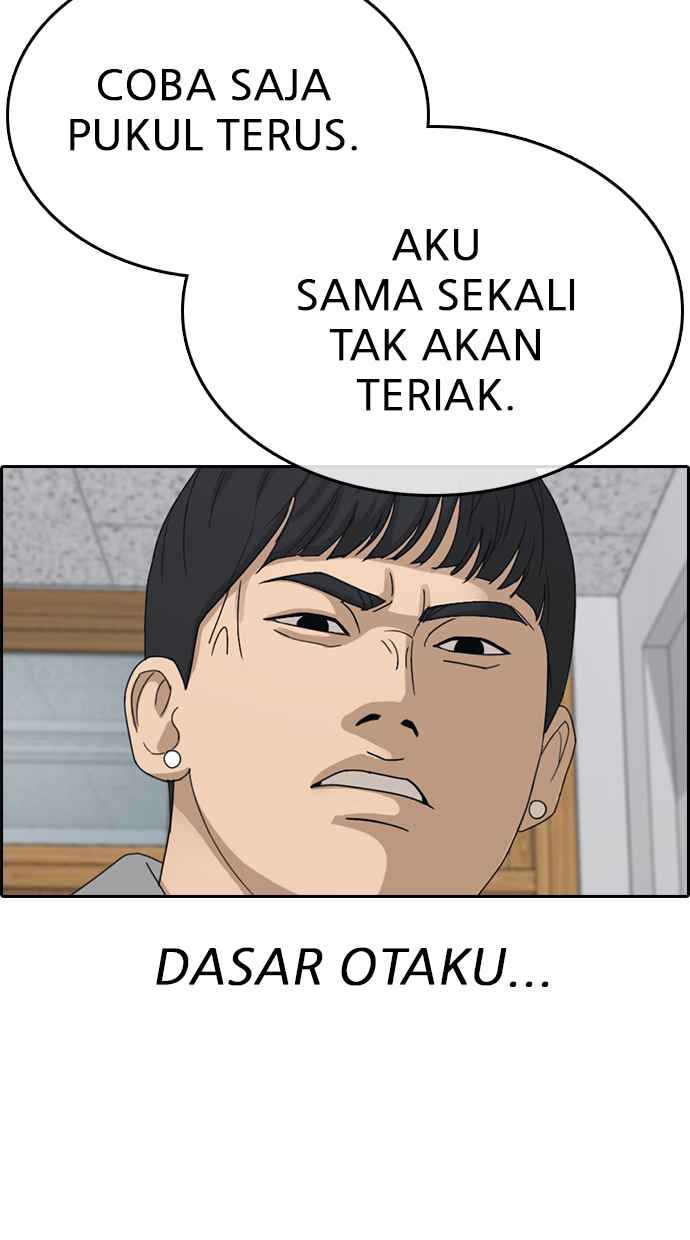 COBA SAJA
PUKUL TERUS.
AKU
SAMA SEKALI
TAK AKAN
TERIAK.
DASAR OTAKU...